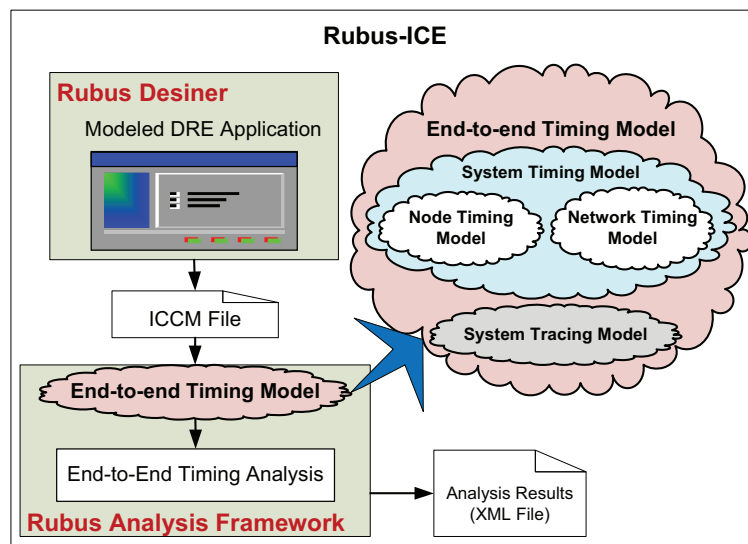 Rubus-ICE
Rubus Desiner
Modeled DRE Application
ICCM File
End-to-end Timing Model
System Timing Model
Node Timing
Model
Network Timing
Model
System Tracing Model
End-to-end Timing Model
End-to-End Timing Analysis
Rubus Analysis Framework
Analysis Results
(XML File)